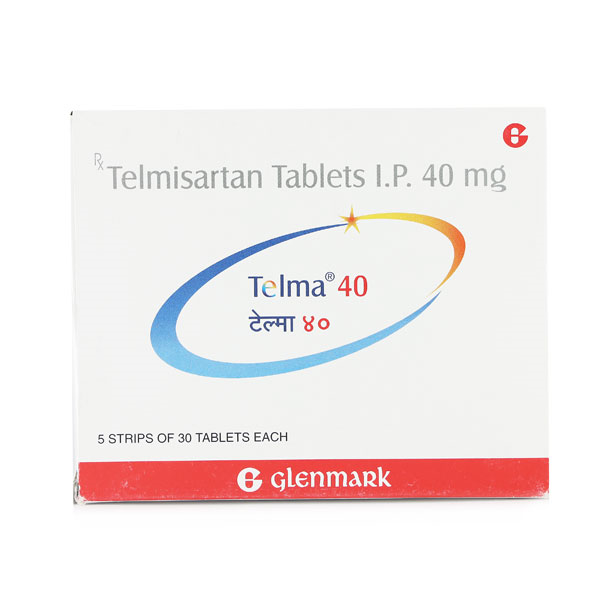 Rx Telmisartan Tablets I.P. 40 mg
Telma® 40
टेल्मा ४०
5 STRIPS OF 30 TABLETS EACH
glenmark